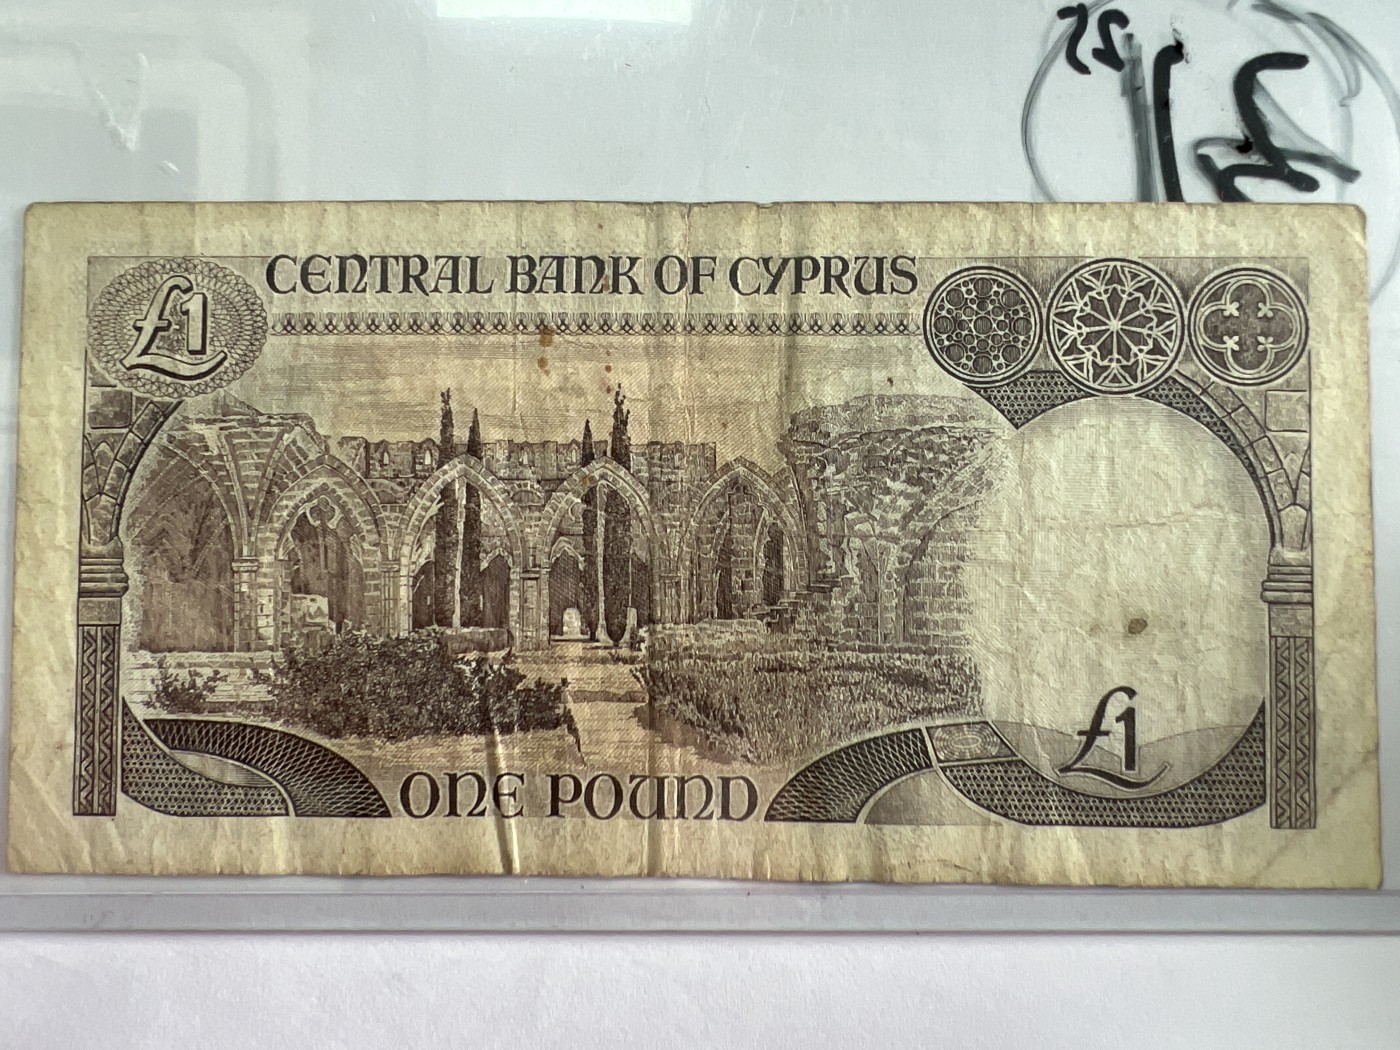 CENTRAL BANK OF CYPRUS
£1
£1
ONE POUND